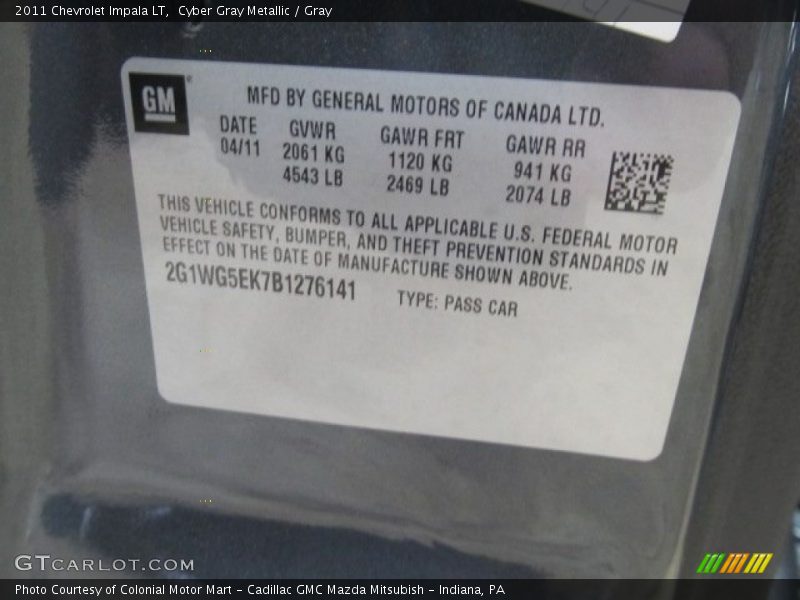 2011 Chevrolet Impala LT,  Cyber Gray Metallic / Gray
GM
MFD BY GENERAL MOTORS OF CANADA LTD.
DATE GVWR GAWR FRT GAWR RR
04/11 2061 KG 1120 KG 941 KG
4543 LB 2469 LB 2074 LB
THIS VEHICLE CONFORMS TO ALL APPLICABLE U.S. FEDERAL MOTOR
VEHICLE SAFETY, BUMPER, AND THEFT PREVENTION STANDARDS IN
EFFECT ON THE DATE OF MANUFACTURE SHOWN ABOVE.
2G1WG5EK7B1276141 TYPE: PASS CAR
GTCARLOT.COM
Photo Courtesy of Colonial Motor Mart - Cadillac GMC Mazda Mitsubish - Indiana, PA